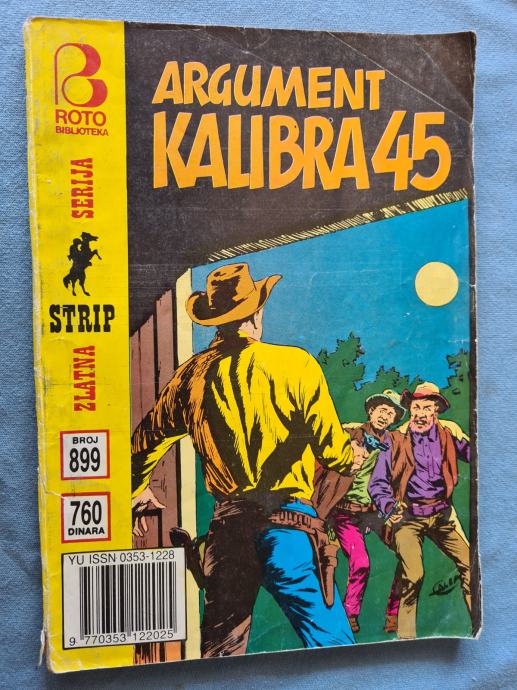 ROTO
BIBLIOTEKA
ARGUMENT
KALIBRA 45
ZLATNA
STRIP
SERIJA
BROJ
899
760
DINARA
YU ISSN 0353-1228
9 770353 122025